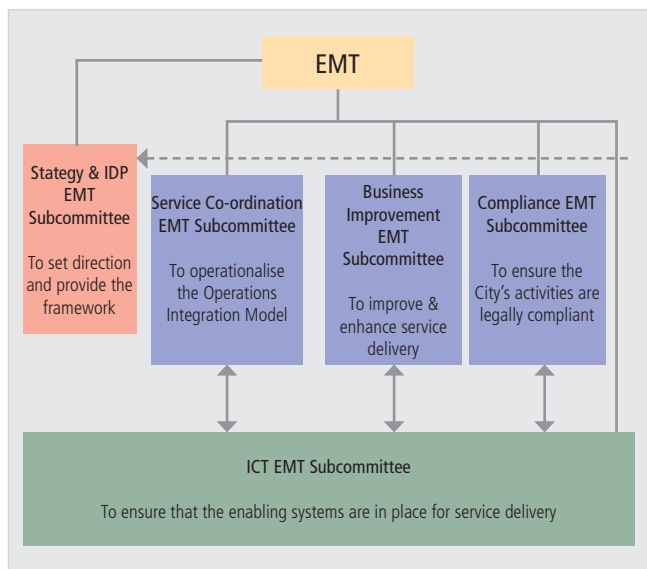 EMT
Stategy & IDP
EMT
Subcommittee
To set direction
and provide the
framework
Service Co-ordination
EMT Subcommittee
To operationalise
the Operations
Integration Model
Business
Improvement
EMT
Subcommittee
To improve &
enhance service
delivery
Compliance EMT
Subcommittee
To ensure the
City's activities are
legally compliant
ICT EMT Subcommittee
To ensure that the enabling systems are in place for service delivery